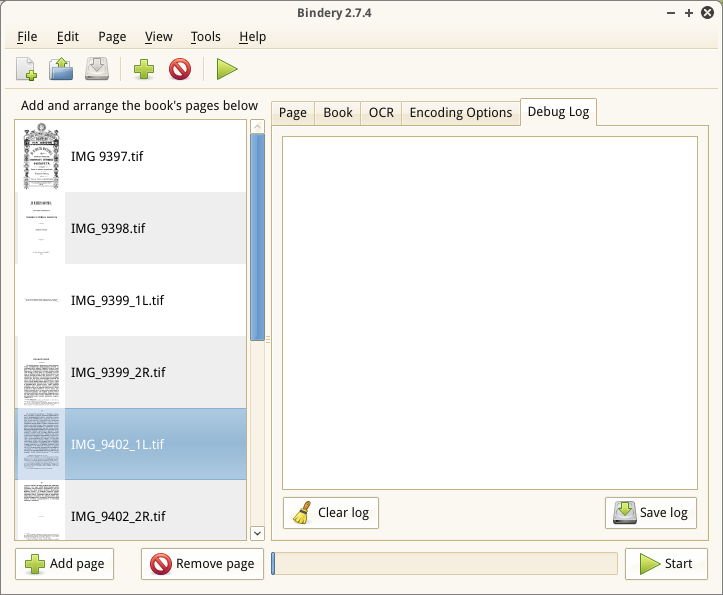 Bindery 2.7.4
File Edit Page View Tools Help
Add and arrange the book's pages below
IMG 9397.tif
IMG_9398.tif
IMG_9399_1L.tif
IMG_9399_2R.tif
IMG_9402_1L.tif
IMG_9402_2R.tif
Add page
Remove page
Page Book OCR Encoding Options Debug Log
Clear log
Save log
Start